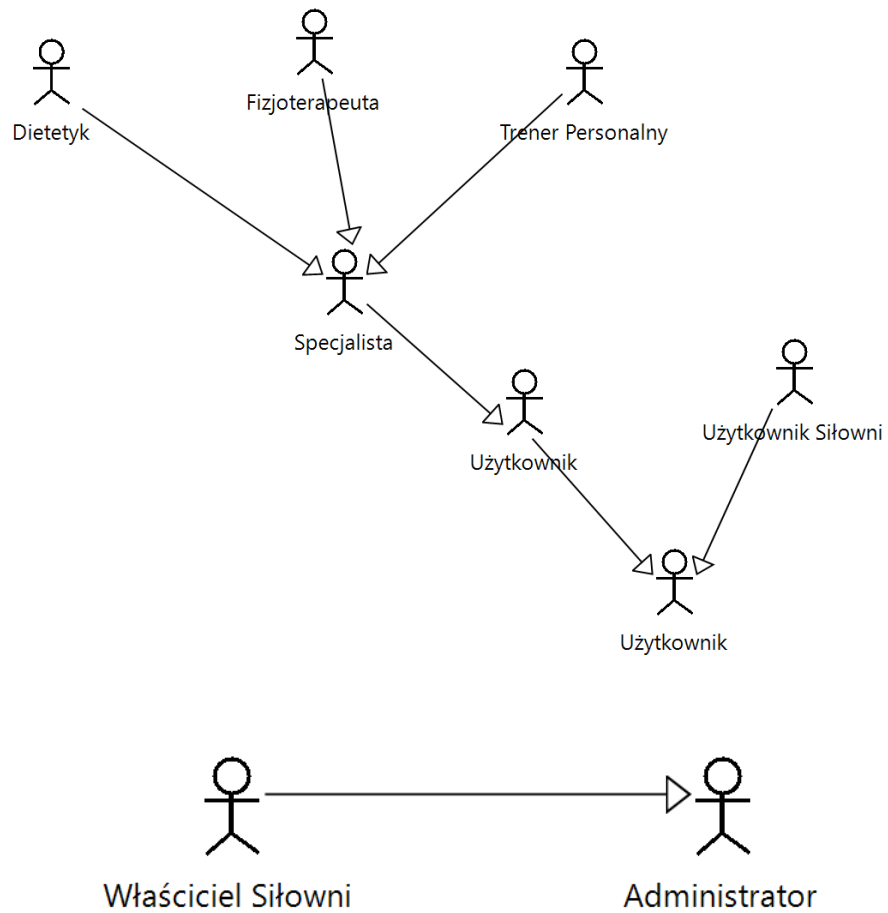 Fizjoterapeuta
Dietetyk
Trener Personalny
Specjalista
Użytkownik Siłowni
Użytkownik
Użytkownik
Właściciel Siłowni
Administrator